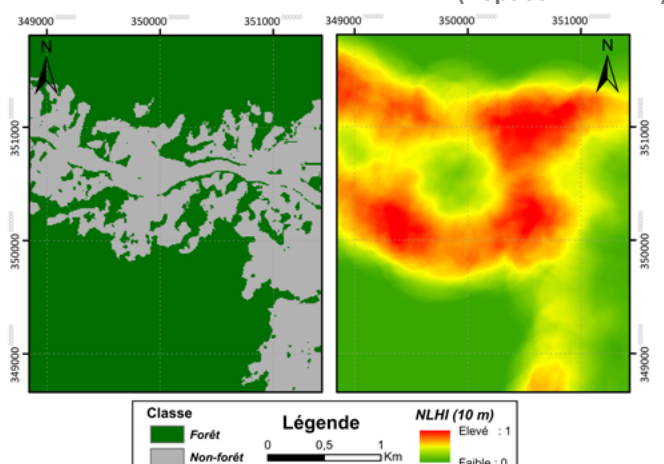 349000 350000 351000 349000 350000 351000
N N
351000 351000
350000 350000
349000 349000
Classe
Forêt
Non-forêt
Légende
0 0,5 1
Km
NLHI (10 m)
Elevé : 1
Faible : 0